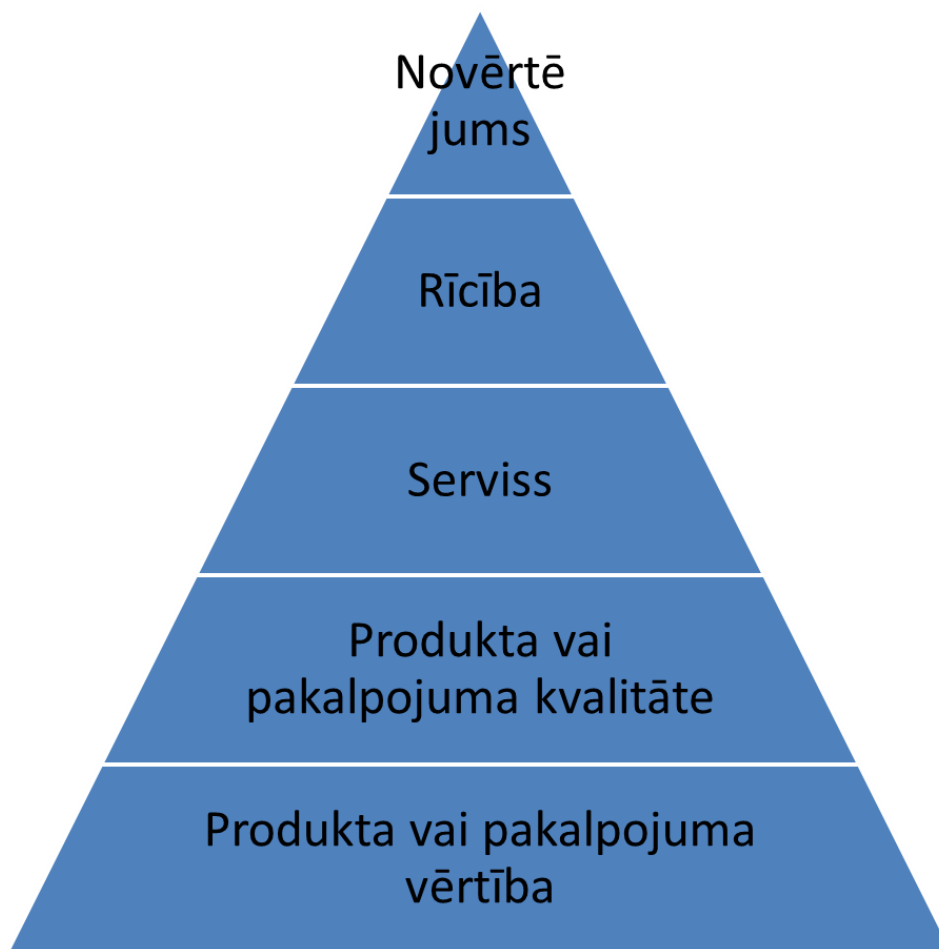 Novērtē
jums
Rīcība
Serviss
Produkta vai
pakalpojuma kvalitāte
Produkta vai pakalpojuma
vērtība